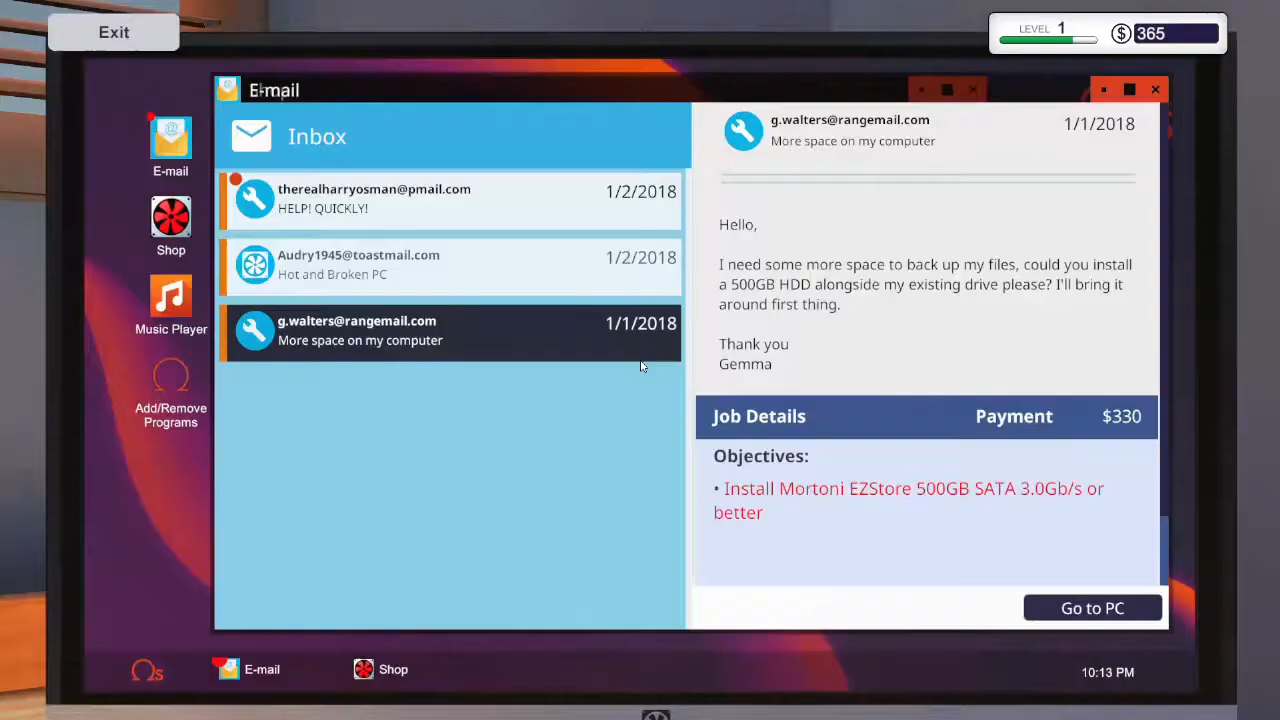 Exit
LEVEL 1
$ 365
E-mail
E-mail
Shop
Music Player
Add/Remove
Programs
Inbox
therealharryosman@pmail.com
1/2/2018
HELP! QUICKLY!
Audry1945@toastmail.com
1/2/2018
Hot and Broken PC
g.walters@rangemail.com
1/1/2018
More space on my computer
g.walters@rangemail.com
1/1/2018
More space on my computer
Hello,
I need some more space to back up my files, could you install
a 500GB HDD alongside my existing drive please? I'll bring it
around first thing.
Thank you
Gemma
Job Details
Payment
$330
Objectives:
• Install Mortoni EZStore 500GB SATA 3.0Gb/s or
better
Go to PC
Ωs
E-mail
Shop
10:13 PM